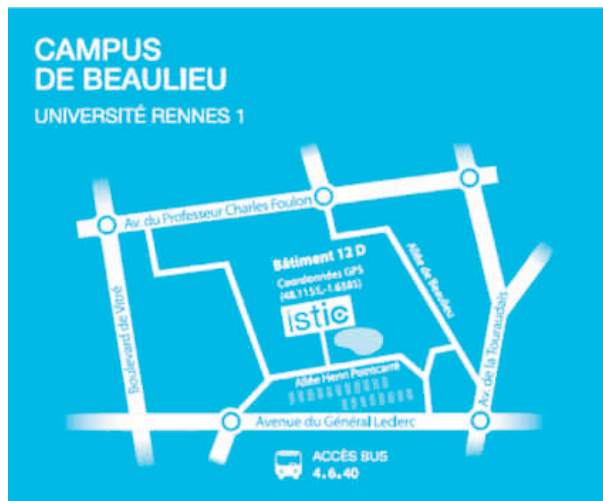 CAMPUS
DE BEAULIEU
UNIVERSITÉ RENNES 1
Av. du Professeur Charles Foulon
Bâtiment 12 D
Coordonnées GPS
(48.1155,-1.6385)
istic
Allée de Beaulieu
Boulevard de Vitré
Av. de la Touraudais
Allée Henri Pointcarré
Avenue du Général Leclerc
ACCÈS BUS
4.6.40